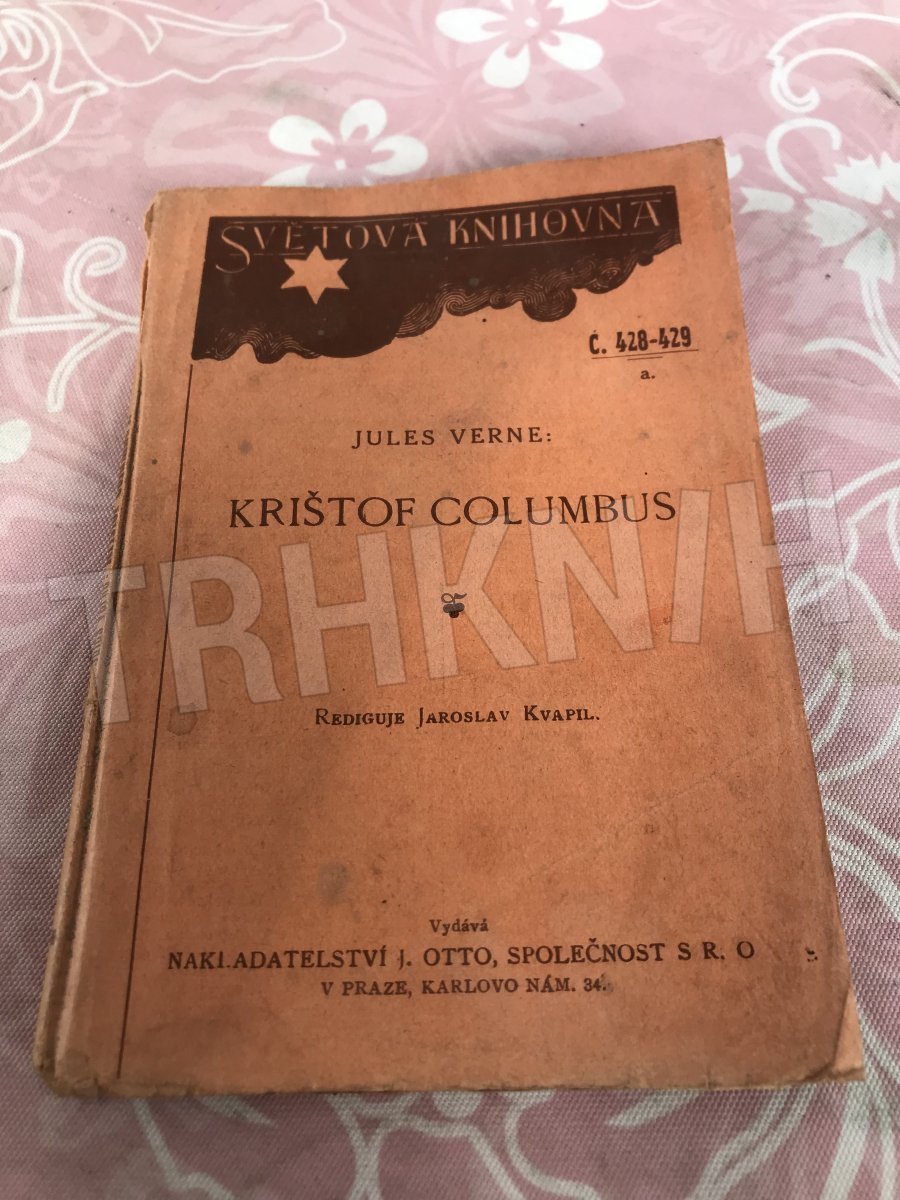 SVĚTOVÁ KNIHOVNA
Č. 428-429
a.
JULES VERNE:
KRIŠTOF COLUMBUS
TRHKNIH
REDIGUJE JAROSLAV KVAPIL.
Vydává
NAKLADATELSTVÍ J. OTTO, SPOLEČNOST S R. O
V PRAZE, KARLOVO NÁM. 34.